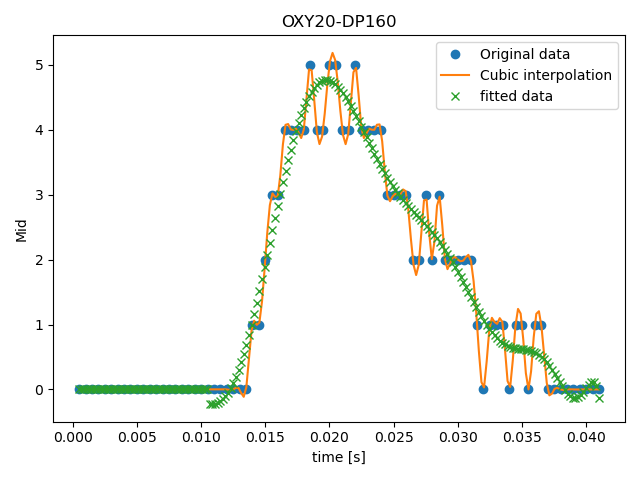 OXY20-DP160
Original data
Cubic interpolation
fitted data
5
4
3
2
1
0
Mid
0.000 0.005 0.010 0.015 0.020 0.025 0.030 0.035 0.040
time [s]